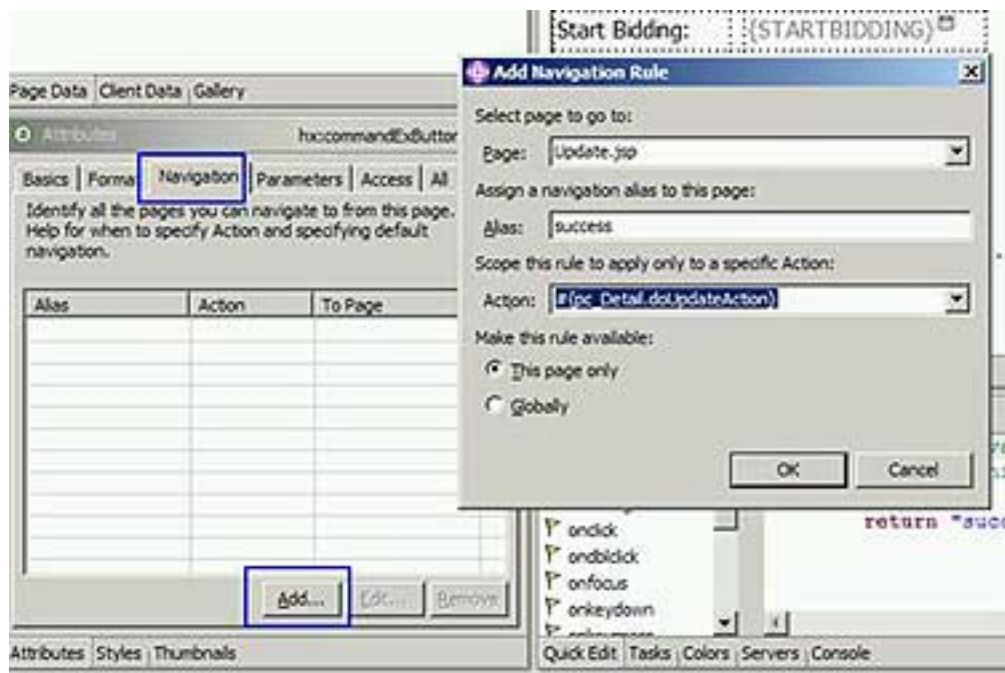 Start Bidding: {STARTBIDDING}
Page Data Client Data Gallery
Attributes hx:commandExButton
Basics Forma Navigation Parameters Access All
Identify all the pages you can navigate to from this page.
Help for when to specify Action and specifying default
navigation.
Alias Action To Page
Add... Edit... Remove
Attributes Styles Thumbnails
Add Navigation Rule
Select page to go to:
Page: Update.jsp
Assign a navigation alias to this page:
Alias: success
Scope this rule to apply only to a specific Action:
Action: #{pc_Detail.doUpdateAction}
Make this rule available:
This page only
Globally
OK Cancel
return "succ
onclick
ondblclick
onfocus
onkeydown
Quick Edit Tasks Colors Servers Console